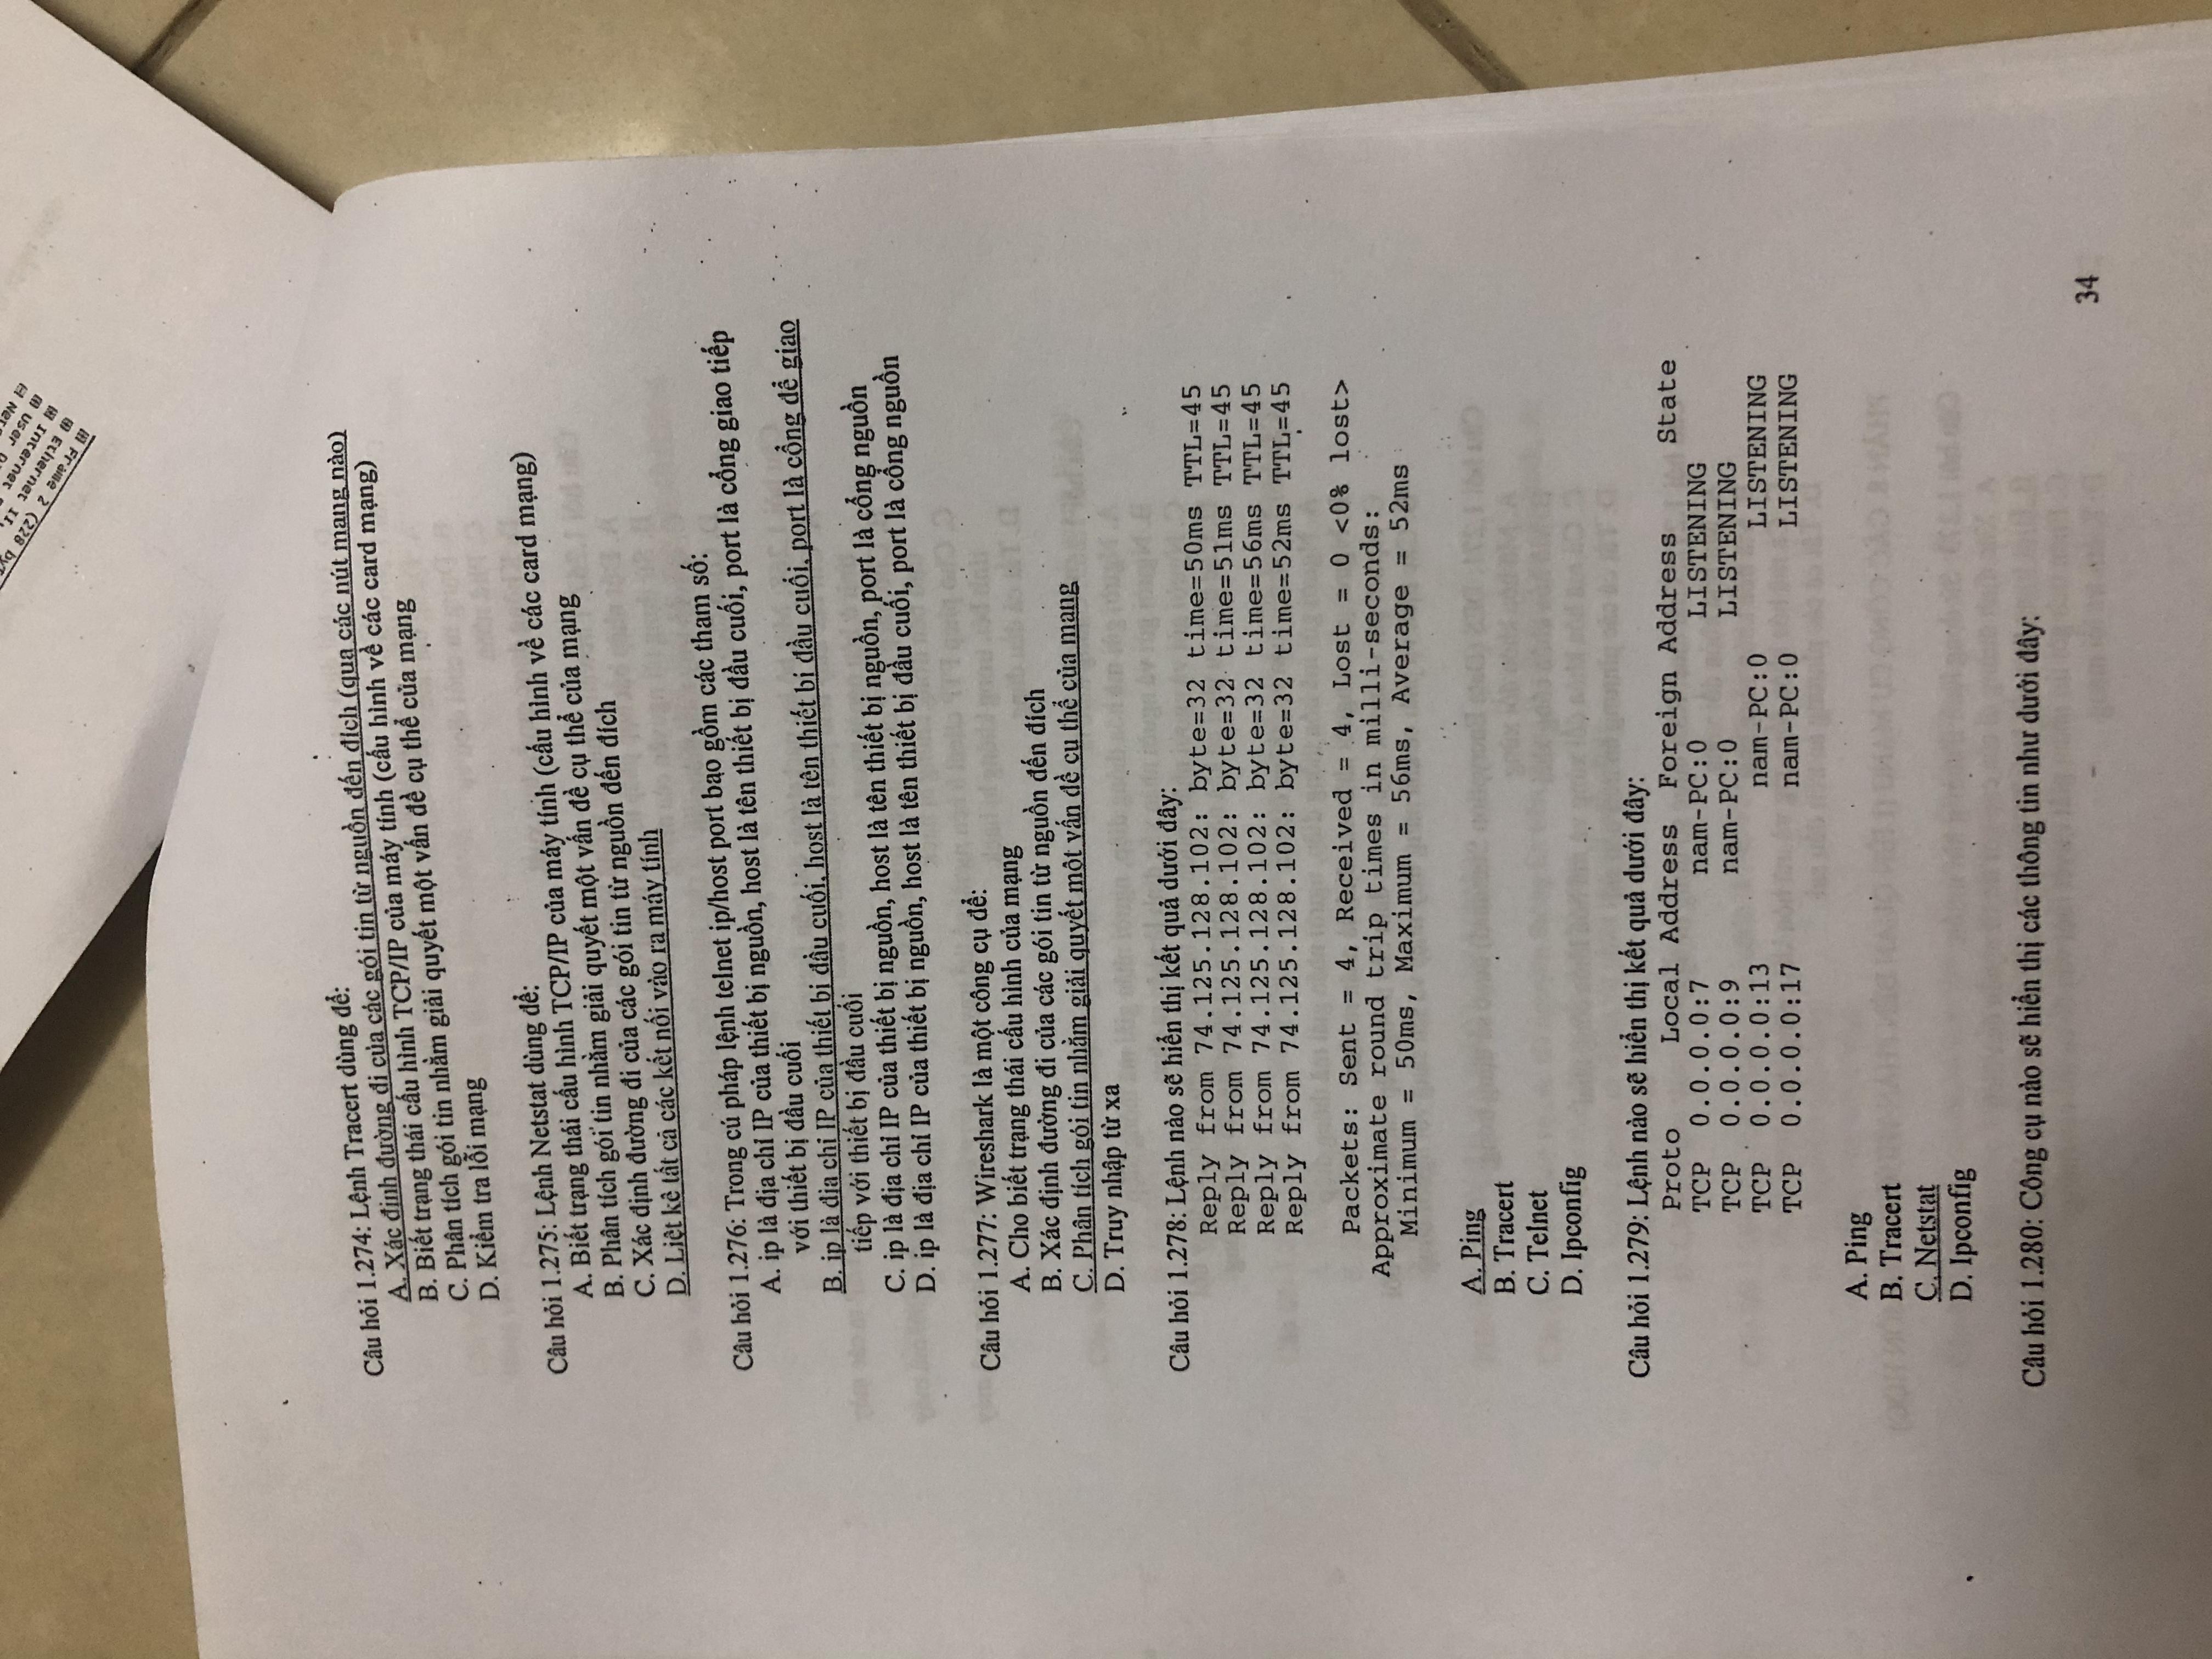 Frame 2 (228 by
Ethernet II,
Internet
User D
Câu hỏi 1.274: Lệnh Tracert dùng để:
A. Xác định đường đi của các gói tin từ nguồn đến đích (qua các nút mạng nào)
B. Biết trạng thái cấu hình TCP/IP của máy tính (cấu hình về các card mạng)
C. Phân tích gói tin nhằm giải quyết một vấn đề cụ thể của mạng
D. Kiểm tra lỗi mạng
Câu hỏi 1.275: Lệnh Netstat dùng để:
A. Biết trạng thái cấu hình TCP/IP của máy tính (cấu hình về các card mạng)
B. Phân tích gói tin nhằm giải quyết một vấn đề cụ thể của mạng
C. Xác định đường đi của các gói tin từ nguồn đến đích
D. Liệt kê tất cả các kết nối vào ra máy tính
Câu hỏi 1.276: Trong cú pháp lệnh telnet ip/host port bạo gồm các tham số:
A. ip là địa chỉ IP của thiết bị nguồn, host là tên thiết bị đầu cuối, port là cổng giao tiếp
với thiết bị đầu cuối
B. ip là địa chỉ IP của thiết bị đầu cuối, host là tên thiết bị đầu cuối, port là cổng để giao
tiếp với thiết bị đầu cuối
C. ip là địa chỉ IP của thiết bị nguồn, host là tên thiết bị nguồn, port là cổng nguồn
D. ip là địa chỉ IP của thiết bị nguồn, host là tên thiết bị đầu cuối, port là cổng nguồn
Câu hỏi 1.277: Wireshark là một công cụ để:
A. Cho biết trạng thái cấu hình của mạng
B. Xác định đường đi của các gói tin từ nguồn đến đích
C. Phân tích gói tin nhằm giải quyết một vấn đề cụ thể của mạng
D. Truy nhập từ xa
Câu hỏi 1.278: Lệnh nào sẽ hiển thị kết quả dưới đây:
Reply from 74.125.128.102: byte=32 time=50ms TTL=45
Reply from 74.125.128.102: byte=32 time=51ms TTL=45
Reply from 74.125.128.102: byte=32 time=56ms TTL=45
Reply from 74.125.128.102: byte=32 time=52ms TTL=45
Packets: Sent = 4, Received = 4, Lost = 0 <0% lost>
Approximate round trip times in milli-seconds:
Minimum = 50ms, Maximum = 56ms, Average = 52ms
A. Ping
B. Tracert
C. Telnet
D. Ipconfig
Câu hỏi 1.279: Lệnh nào sẽ hiển thị kết quả dưới đây:
Proto Local Address Foreign Address State
TCP 0.0.0.0:7 nam-PC:0 LISTENING
TCP 0.0.0.0:9 nam-PC:0 LISTENING
TCP 0.0.0.0:13 nam-PC:0 LISTENING
TCP 0.0.0.0:17 nam-PC:0 LISTENING
A. Ping
B. Tracert
C. Netstat
D. Ipconfig
Câu hỏi 1.280: Công cụ nào sẽ hiển thị các thông tin như dưới đây:
34